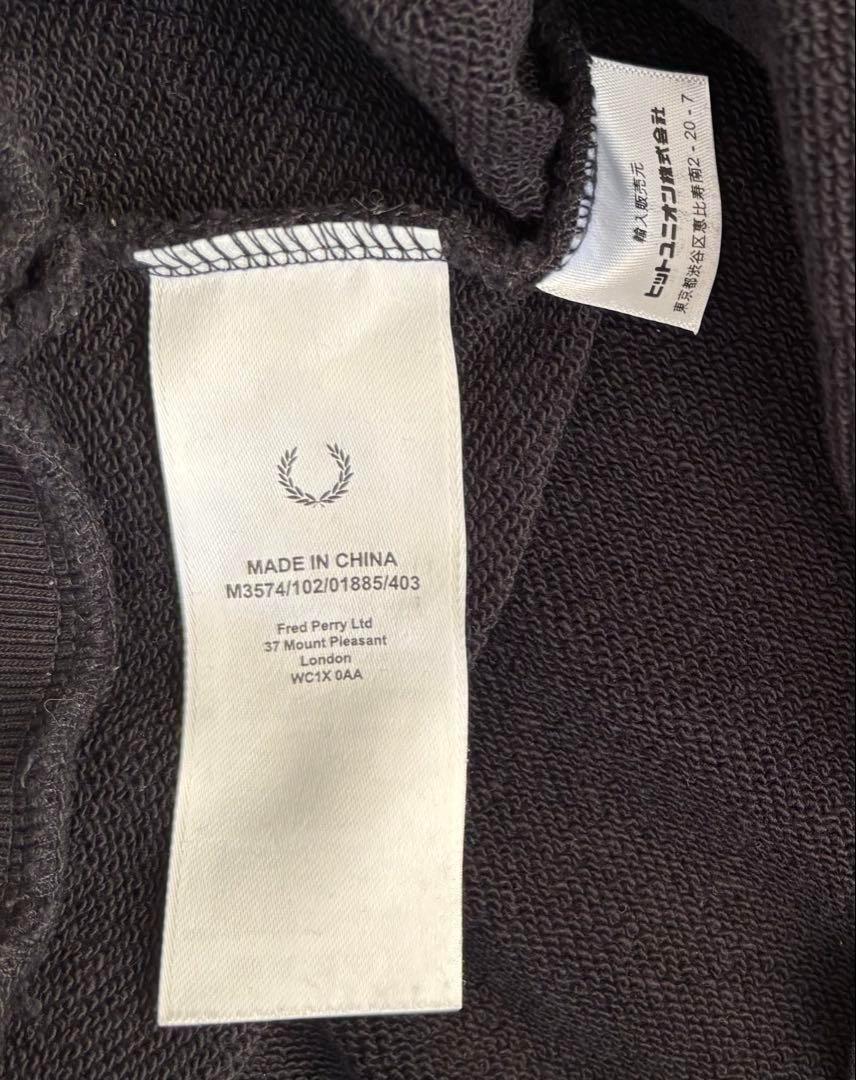 輸入販売元
ヒットユニオン株式会社
東京都渋谷区恵比寿南2-20-7
MADE IN CHINA
M3574/102/01885/403
Fred Perry Ltd
37 Mount Pleasant
London
WC1X 0AA